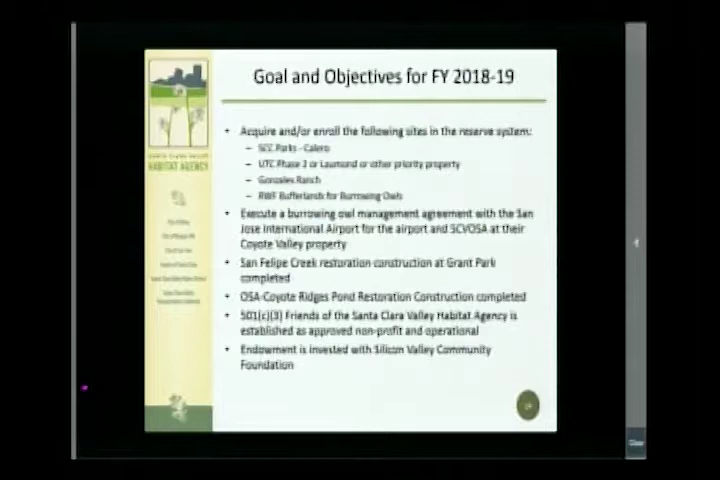 Goal and Objectives for FY 2018-19
SANTA CLARA VALLEY
HABITAT AGENCY
• Acquire and/or enroll the following sites in the reserve system:
– SCC Parks - Calero
– UTC Phase 2 or Laumond or other priority property
– Gonzales Ranch
– RWF Bufferlands for Burrowing Owls
• Execute a burrowing owl management agreement with the San
Jose International Airport for the airport and SCVOSA at their
Coyote Valley property
• San Felipe Creek restoration construction at Grant Park
completed
• OSA-Coyote Ridges Pond Restoration Construction completed
• 501(c)(3) Friends of the Santa Clara Valley Habitat Agency is
established as approved non-profit and operational
• Endowment is invested with Silicon Valley Community
Foundation